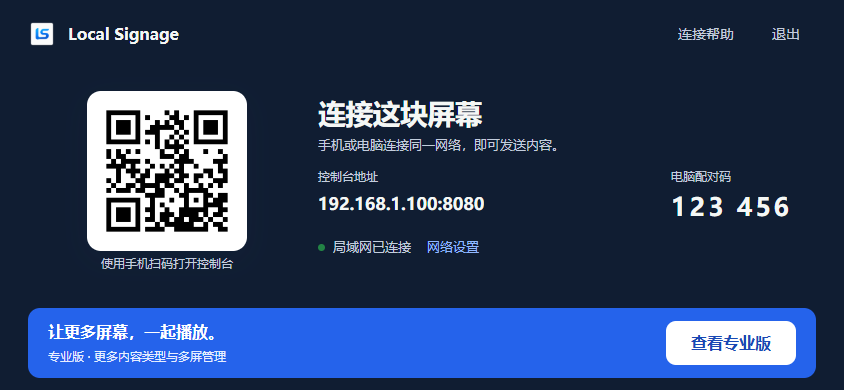 LS
Local Signage
连接帮助
退出
连接这块屏幕
手机或电脑连接同一网络，即可发送内容。
控制台地址
192.168.1.100:8080
电脑配对码
123 456
局域网已连接
网络设置
使用手机扫码打开控制台
让更多屏幕，一起播放。
专业版 · 更多内容类型与多屏管理
查看专业版